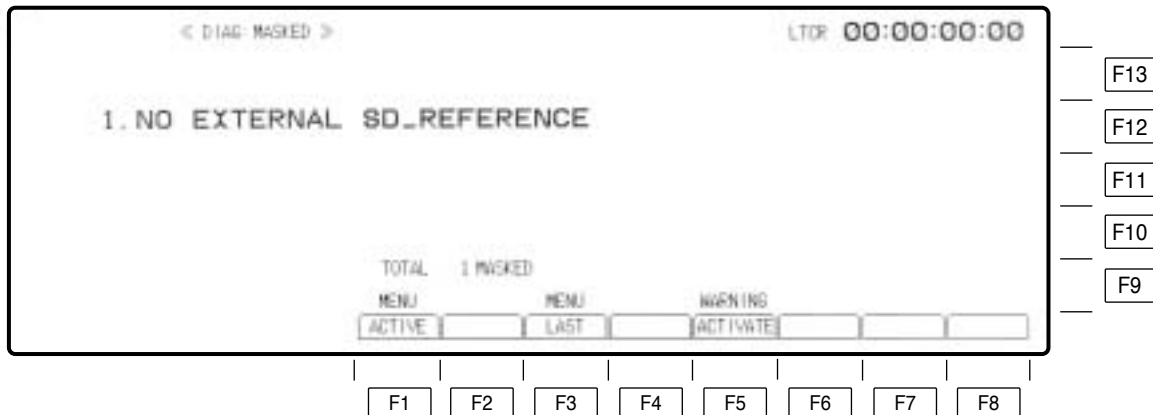 < DIAG MASKED > LTCR 00:00:00:00
1.NO EXTERNAL SD_REFERENCE
TOTAL 1 MASKED
MENU MENU WARNING
ACTIVE LAST ACTIVATE
F13
F12
F11
F10
F9
F1 F2 F3 F4 F5 F6 F7 F8